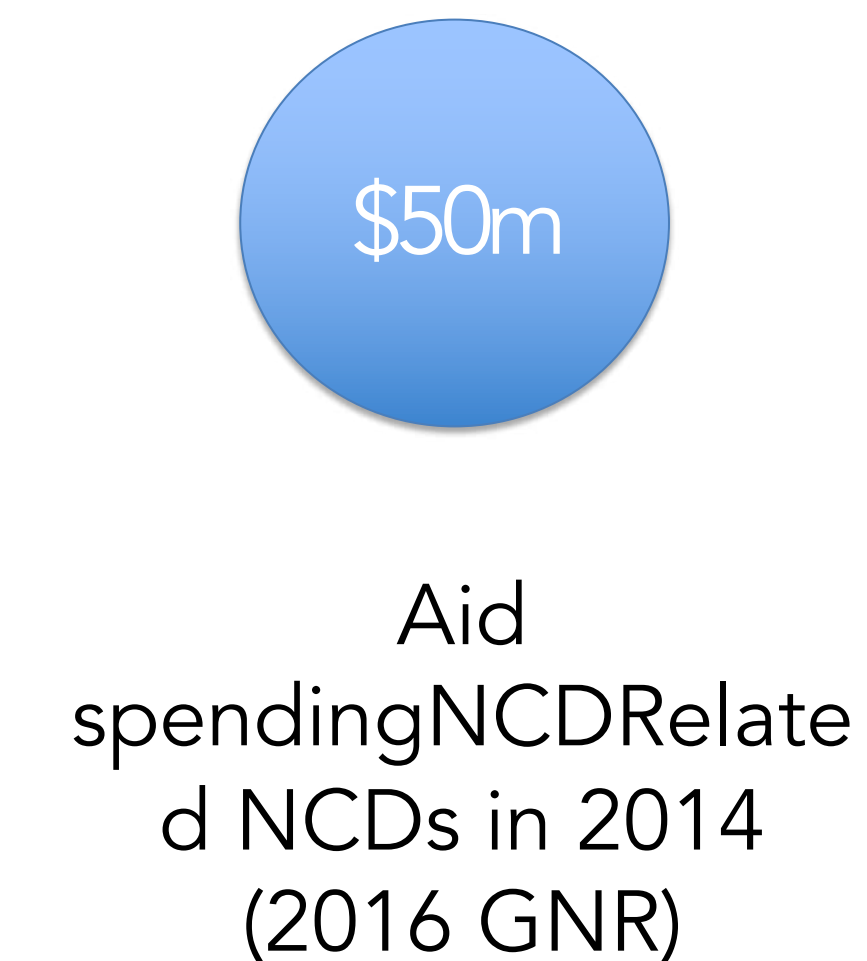 $50m
Aid
spendingNCDRelate
d NCDs in 2014
(2016 GNR)